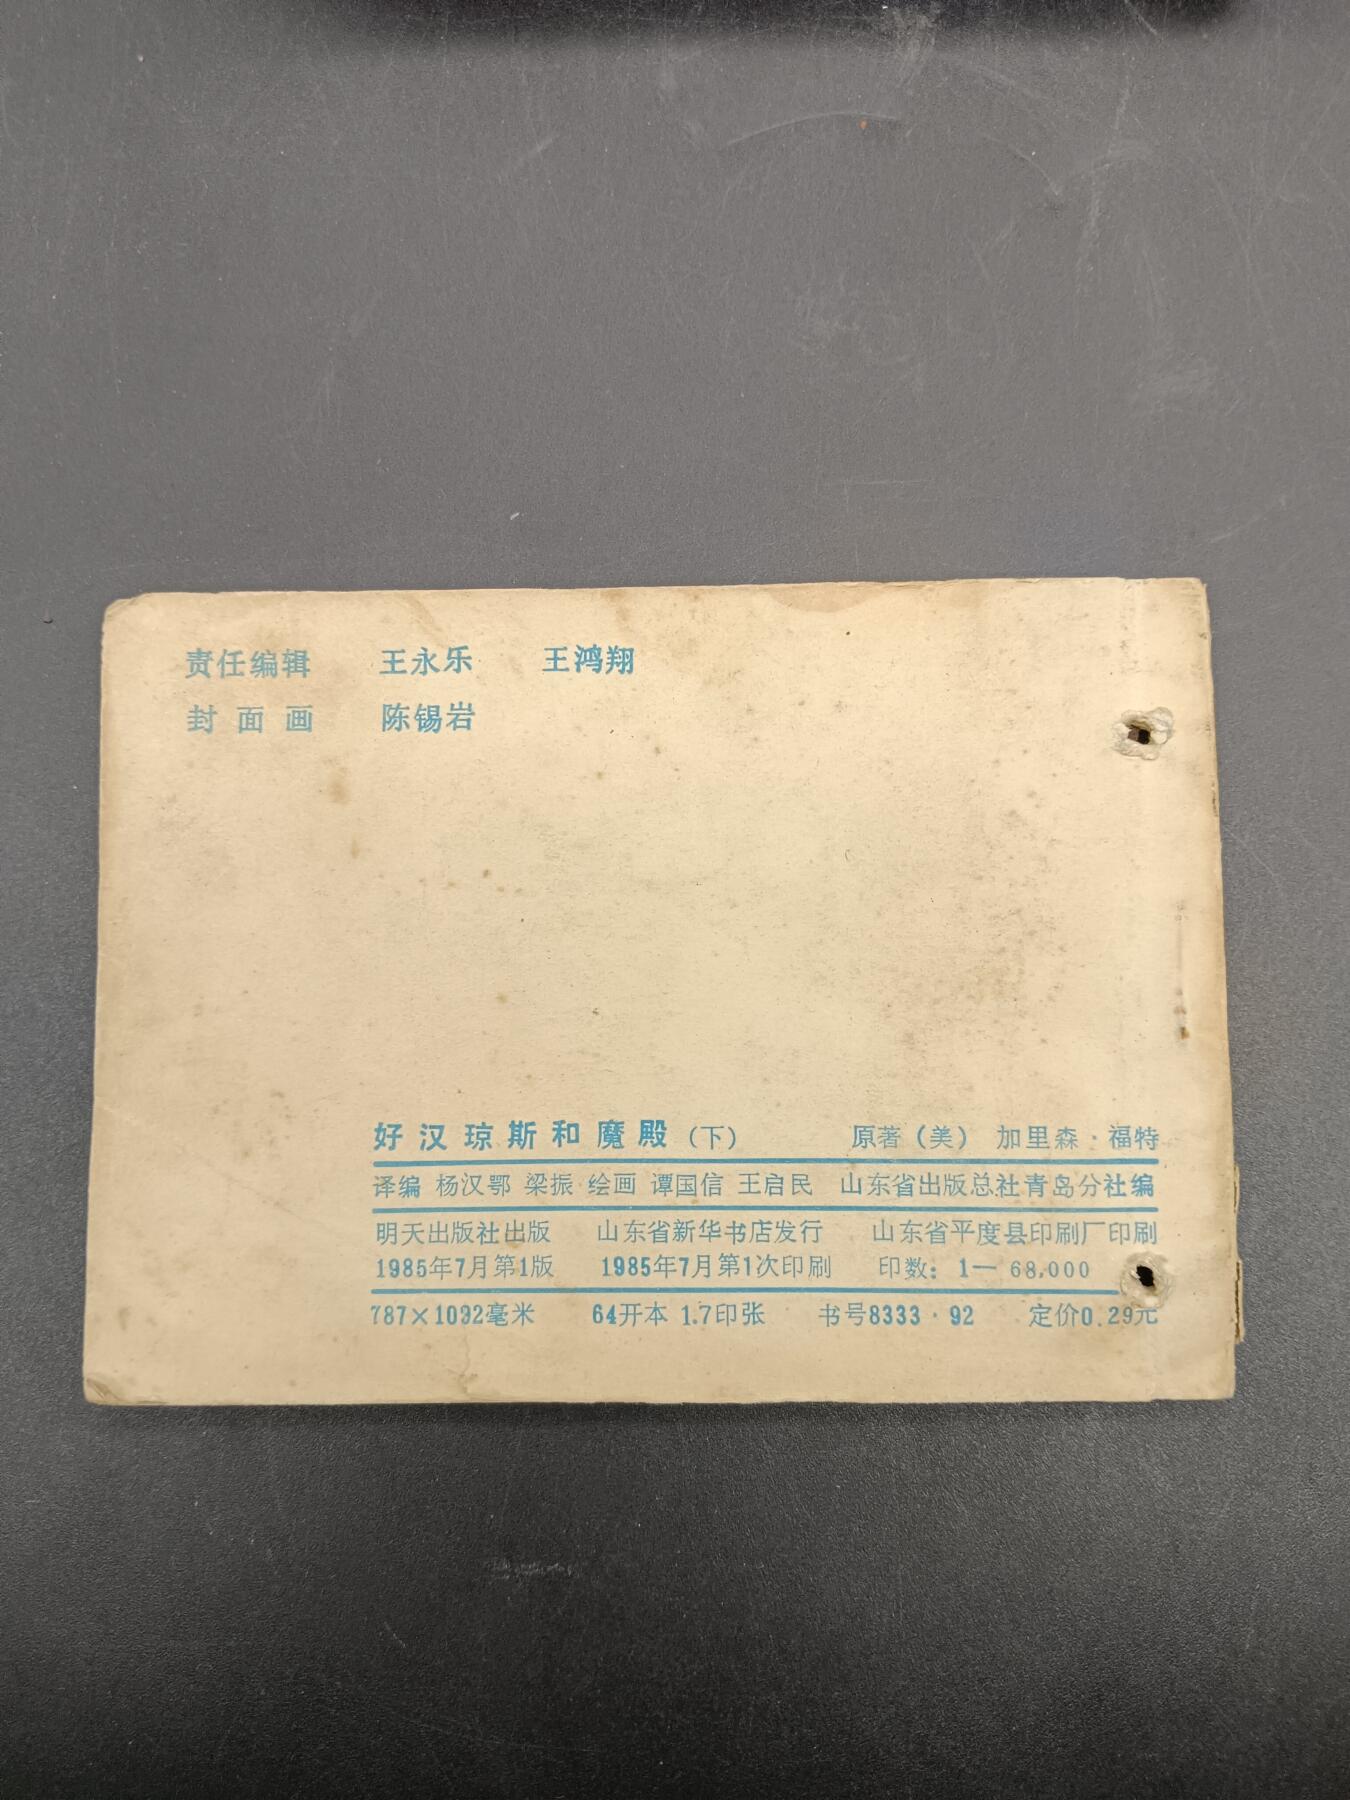 责任编辑 王永乐 王鸿翔
封面画 陈锡岩
好汉琼斯和魔殿（下） 原著（美） 加里森·福特
译编 杨汉鄂 梁振 绘画 谭国信 王启民 山东省出版总社青岛分社编
明天出版社出版 山东省新华书店发行 山东省平度县印刷厂印刷
1985年7月第1版 1985年7月第1次印刷 印数：1—68,000
787×1092毫米 64开本 1.7印张 书号8333·92 定价0.29元